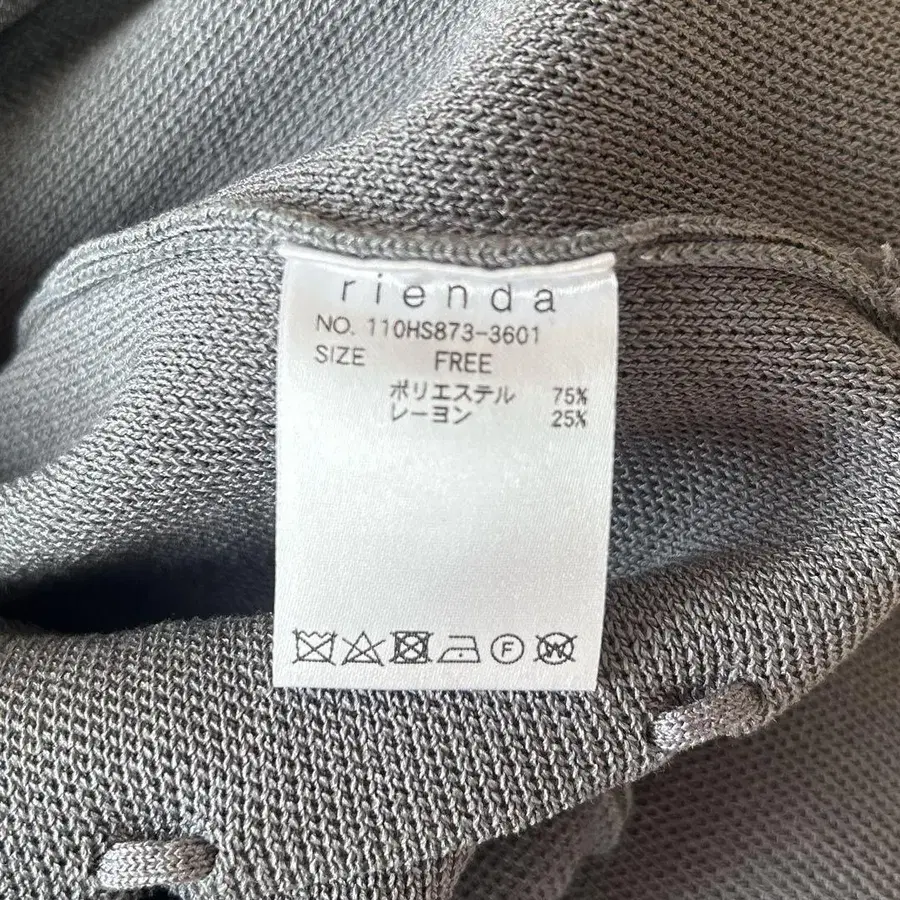 rienda
NO. 110HS873-3601
SIZE FREE
ポリエステル 75%
レーヨン 25%
F W